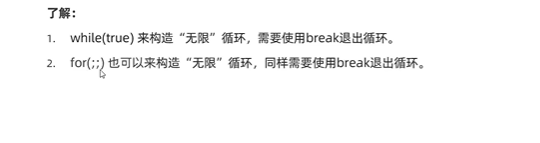 了解：
1. while(true) 来构造“无限”循环，需要使用break退出循环。
2. for(;;) 也可以来构造“无限”循环，同样需要使用break退出循环。